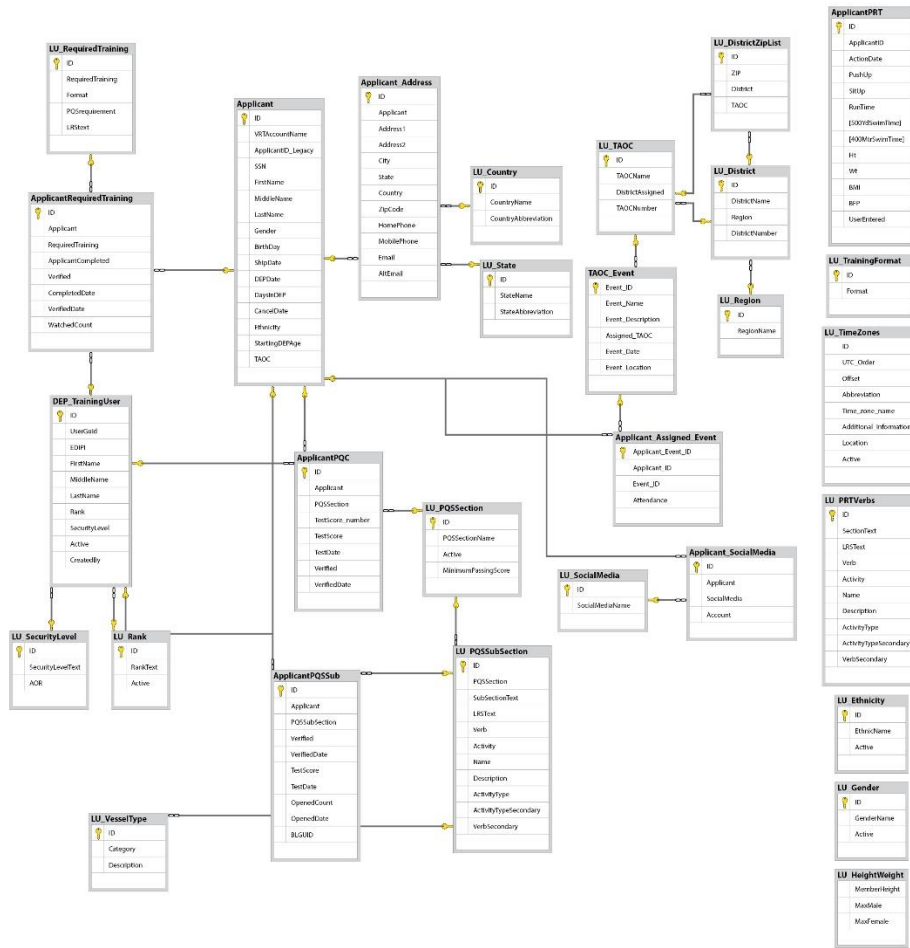 LU_RequiredTraining
ID
RequiredTraining
Format
PQSrequirement
LRStext
ApplicantRequiredTraining
ID
Applicant
RequiredTraining
ApplicantCompleted
Verified
CompletedDate
VerifiedDate
WatchedCount
DEP_TrainingUser
ID
UserGuid
EDIPI
FirstName
MiddleName
LastName
Rank
SecurityLevel
Active
CreatedBy
LU_SecurityLevel
ID
SecurityLevelText
AOR
LU_Rank
ID
RankText
Active
LU_VesselType
ID
Category
Description
Applicant
ID
VRTAccountName
ApplicantID_Legacy
SSN
FirstName
MiddleName
LastName
Gender
BirthDay
ShipDate
DEPDate
DaysInDEP
CancelDate
Ethnicity
StartingDEPAge
TAOC
Applicant_Address
ID
Applicant
Address1
Address2
City
State
Country
ZipCode
HomePhone
MobilePhone
Email
AltEmail
LU_Country
ID
CountryName
CountryAbbreviation
LU_State
ID
StateName
StateAbbreviation
ApplicantPQC
ID
Applicant
PQSSection
TestScore_number
TestScore
TestDate
Verified
VerifiedDate
LU_PQSSection
ID
PQSSectionName
Active
MininumPassingScore
ApplicantPQSSub
ID
Applicant
PQSSubSection
Verified
VerifiedDate
TestScore
TestDate
OpenedCount
OpenedDate
BLGUID
LU_PQSSubSection
ID
PQSSection
SubSectionText
LRSText
Verb
Activity
Name
Description
ActivityType
ActivityTypeSecondary
VerbSecondary
LU_TAOC
ID
TAOCName
DistrictAssigned
TAOCNumber
TAOC_Event
Event_ID
Event_Name
Event_Description
Assigned_TAOC
Event_Date
Event_Location
Applicant_Assigned_Event
Applicant_Event_ID
Applicant_ID
Event_ID
Attendance
LU_SocialMedia
ID
SocialMediaName
Applicant_SocialMedia
ID
Applicant
SocialMedia
Account
LU_DistrictZipList
ID
ZIP
District
TAOC
LU_District
ID
DistrictName
Region
DistrictNumber
LU_Region
ID
RegionName
ApplicantPRT
ID
ApplicantID
ActionDate
PushUp
SitUp
RunTime
[500YdSwimTime]
[400MtrSwimTime]
Ht
Wt
BMI
BFP
UserEntered
LU_TrainingFormat
ID
Format
LU_TimeZones
ID
UTC_Order
Offset
Abbreviation
Time_zone_name
Additional_Information
Location
Active
LU_PRTVerbs
ID
SectionText
LRSText
Verb
Activity
Name
Description
ActivityType
ActivityTypeSecondary
VerbSecondary
LU_Ethnicity
ID
EthnicName
Active
LU_Gender
ID
GenderName
Active
LU_HeightWeight
MemberHeight
MaxMale
MaxFemale